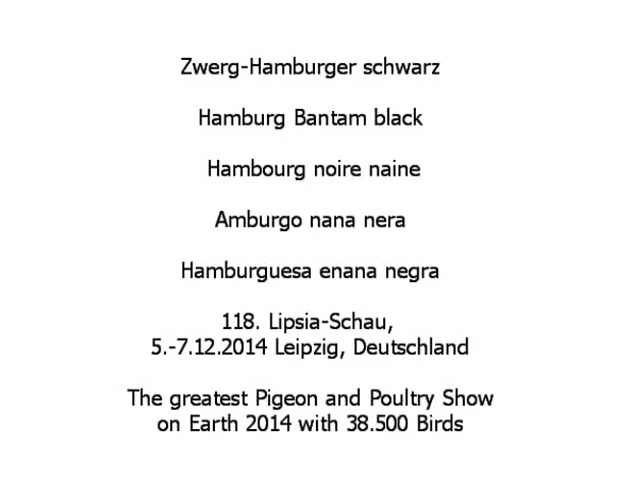 Zwerg-Hamburger schwarz
Hamburg Bantam black
Hambourg noire naine
Amburgo nana nera
Hamburguesa enana negra
118. Lipsia-Schau,
5.-7.12.2014 Leipzig, Deutschland
The greatest Pigeon and Poultry Show
on Earth 2014 with 38.500 Birds